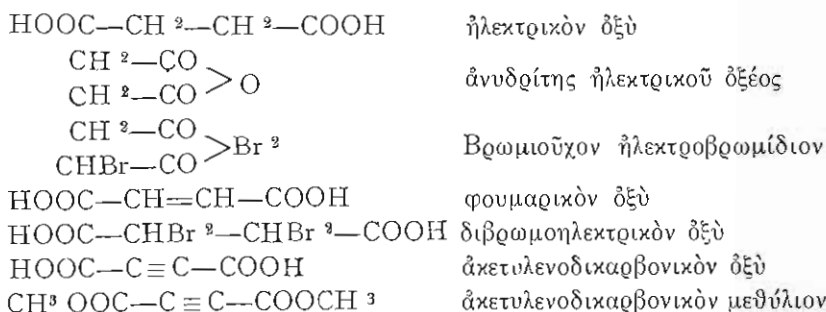 HOOC—CH ²—CH ²—COOH ἠλεκτρικὸν ὀξὺ
CH ²—CO
>O ἀνυδρίτης ἠλεκτρικοῦ ὀξέος
CH ²—CO
CH ²—CO
>Br ² Βρωμιοῦχον ἠλεκτροβρωμίδιον
CHBr—CO
HOOC—CH=CH—COOH φουμαρικὸν ὀξὺ
HOOC—CHBr ²—CHBr ²—COOH διβρωμοηλεκτρικὸν ὀξὺ
HOOC—C≡C—COOH ἀκετυλενοδικαρβονικὸν ὀξὺ
CH³ OOC—C≡C—COOCH ³ ἀκετυλενοδικαρβονικὸν μεθύλιον